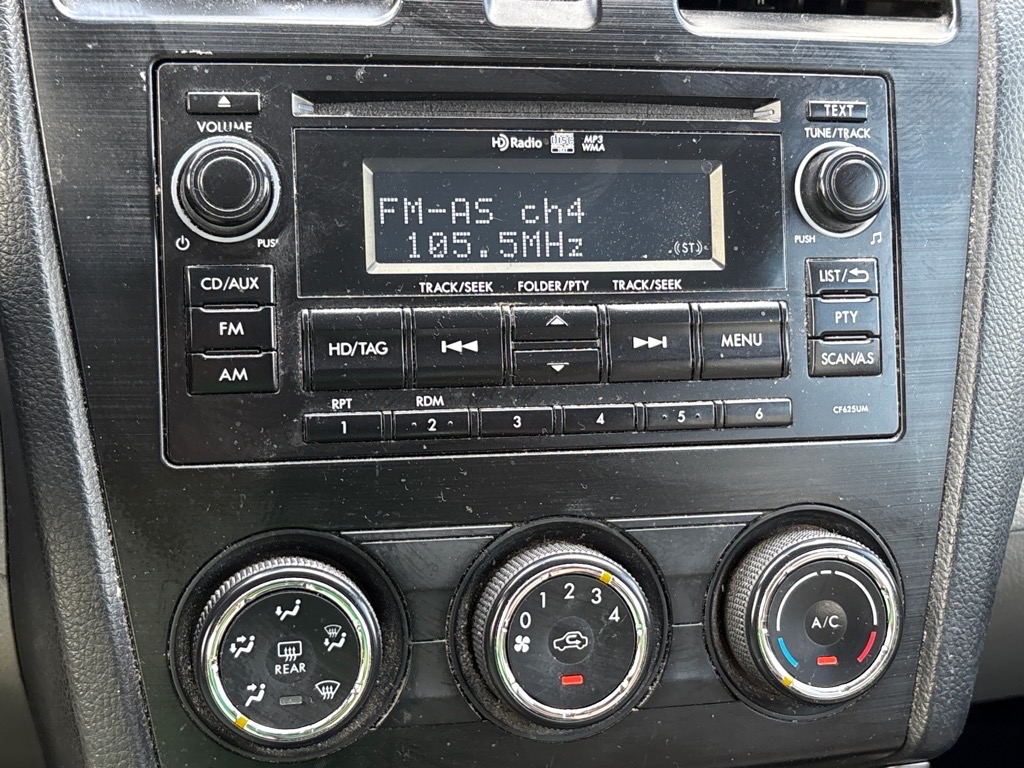 VOLUME
PUSH
CD/AUX
FM
AM
HD Radio
MP3
WMA
FM-AS ch4
105.5MHz
((ST))
TRACK/SEEK FOLDER/PTY TRACK/SEEK
HD/TAG
MENU
RPT RDM
1 2 3 4 5 6
TEXT
TUNE/TRACK
PUSH
LIST/
PTY
SCAN/AS
CF625UM
REAR
0 1 2 3 4
A/C